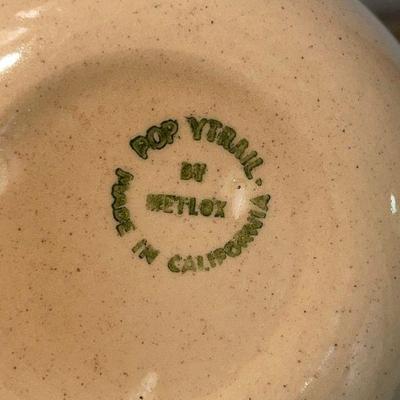 POP YTRAIL.
BY
METLOX
MADE IN CALIFORNIA